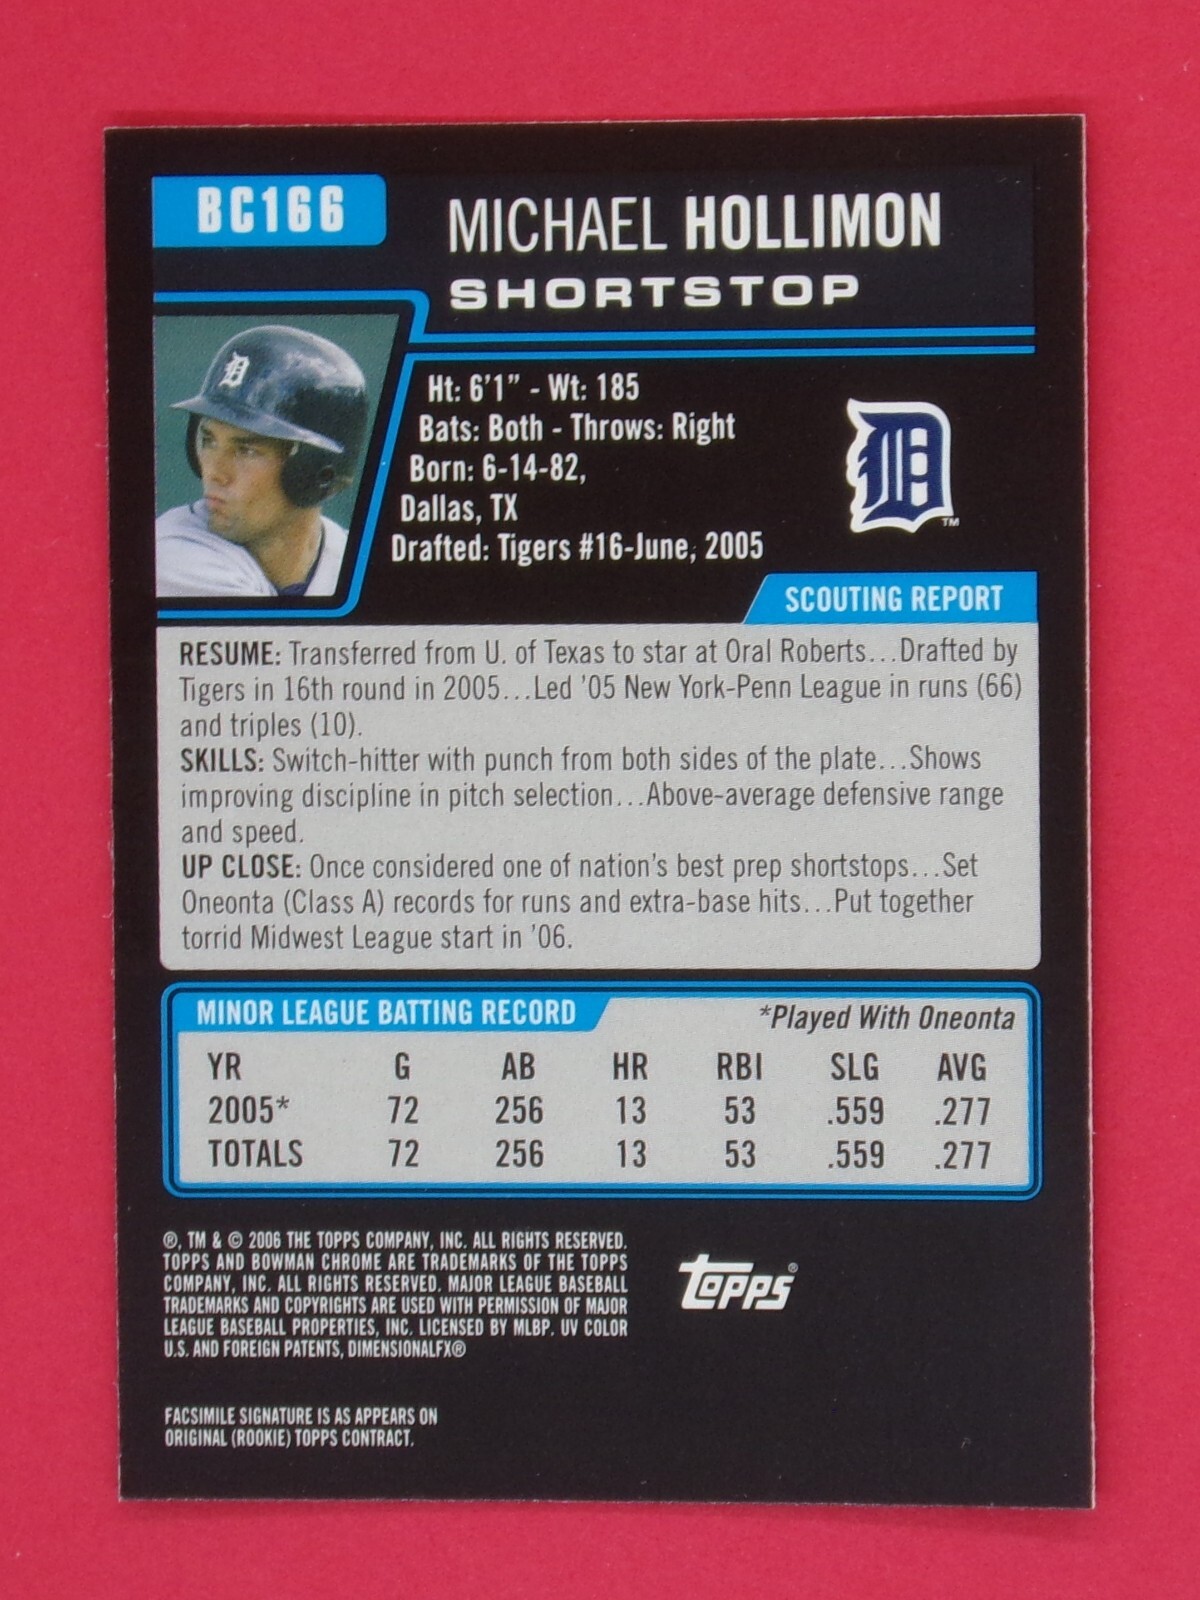 BC166
MICHAEL HOLLIMON
SHORTSTOP
D
Ht: 6'1" - Wt: 185
Bats: Both - Throws: Right
Born: 6-14-82,
Dallas, TX
Drafted: Tigers #16-June, 2005
D TM
SCOUTING REPORT
RESUME: Transferred from U. of Texas to star at Oral Roberts...Drafted by
Tigers in 16th round in 2005...Led '05 New York-Penn League in runs (66)
and triples (10).
SKILLS: Switch-hitter with punch from both sides of the plate...Shows
improving discipline in pitch selection...Above-average defensive range
and speed.
UP CLOSE: Once considered one of nation's best prep shortstops...Set
Oneonta (Class A) records for runs and extra-base hits...Put together
torrid Midwest League start in '06.
MINOR LEAGUE BATTING RECORD *Played With Oneonta
YR G AB HR RBI SLG AVG
2005* 72 256 13 53 .559 .277
TOTALS 72 256 13 53 .559 .277
®, TM & © 2006 THE TOPPS COMPANY, INC. ALL RIGHTS RESERVED.
TOPPS AND BOWMAN CHROME ARE TRADEMARKS OF THE TOPPS
COMPANY, INC. ALL RIGHTS RESERVED. MAJOR LEAGUE BASEBALL
TRADEMARKS AND COPYRIGHTS ARE USED WITH PERMISSION OF MAJOR
LEAGUE BASEBALL PROPERTIES, INC. LICENSED BY MLBP. UV COLOR
U.S. AND FOREIGN PATENTS, DIMENSIONALFX®
Topps®
FACSIMILE SIGNATURE IS AS APPEARS ON
ORIGINAL (ROOKIE) TOPPS CONTRACT.